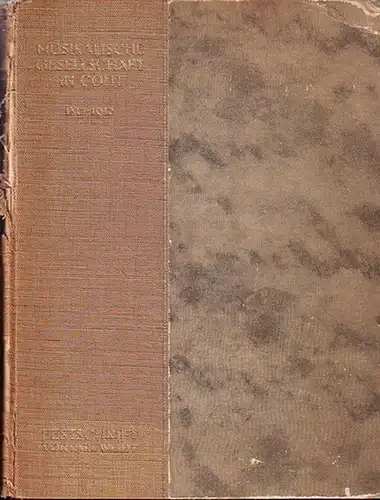 MUSIKALISCHE
GESELLSCHAFT
IN CÖLN
1812-1912
FESTSCHRIFT